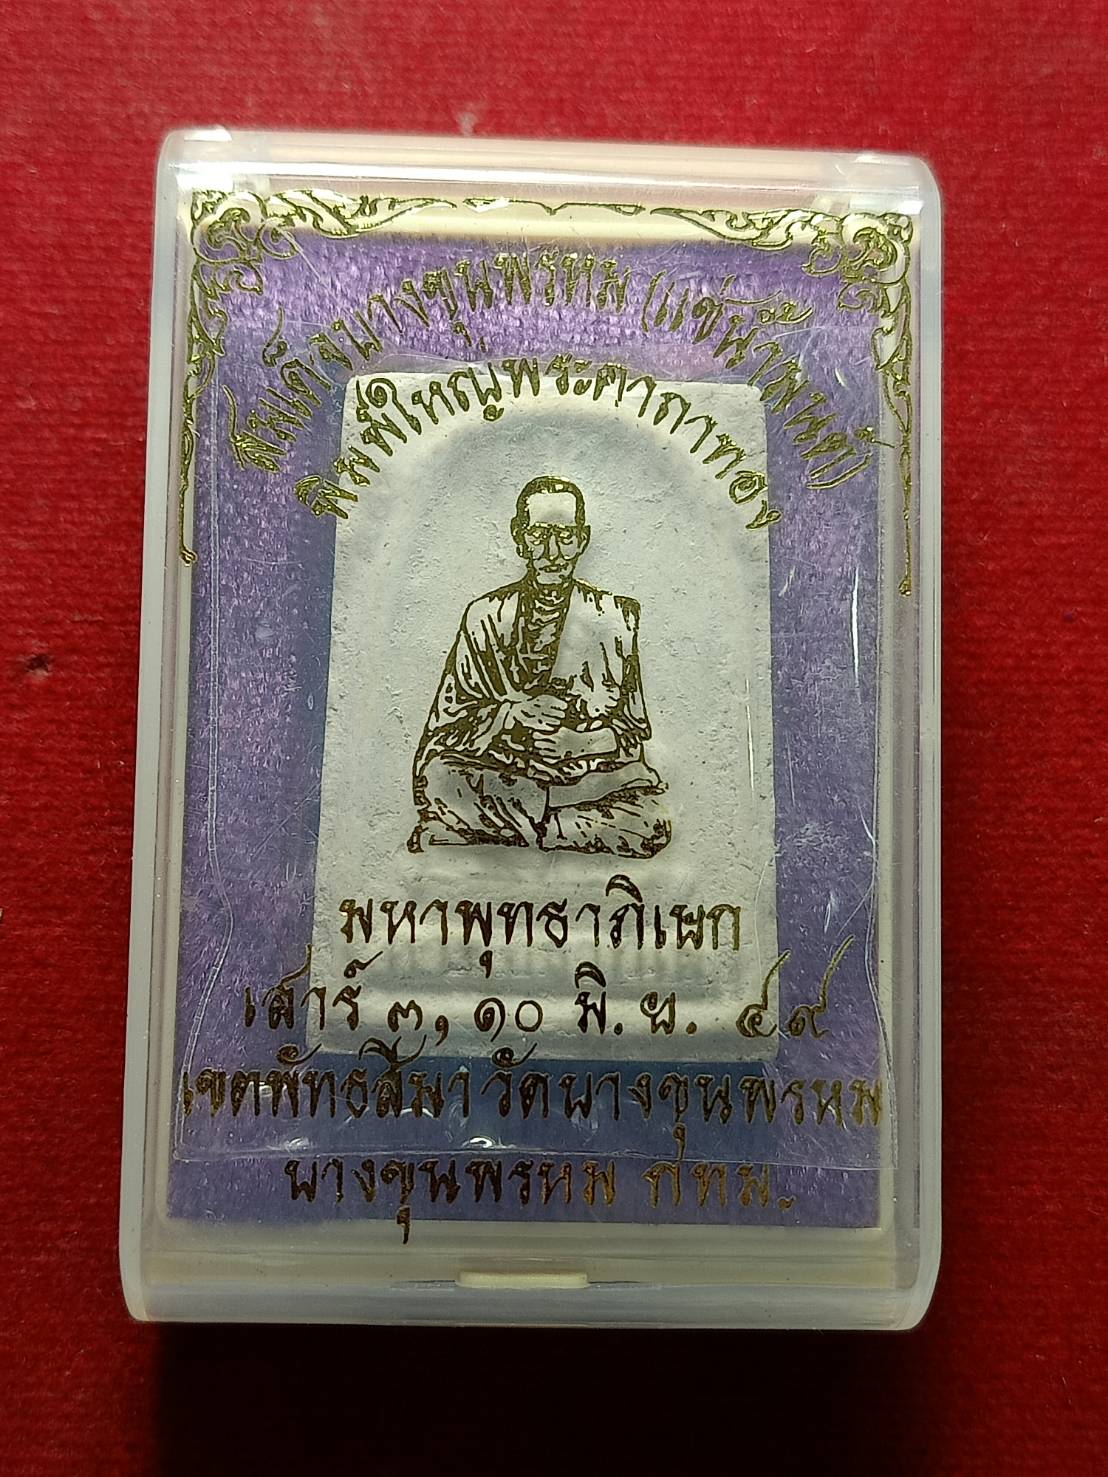 สมเด็จบางขุนพรหม (แช่น้ำมนต์)
พิมพ์ใหญ่พระคาถาทอง
มหาพุทธาภิเษก
เสาร์ ๓, ๑๐ มิ. ย. ๔๙
เขตพัทธสีมา วัดบางขุนพรหม
บางขุนพรหม กทม.